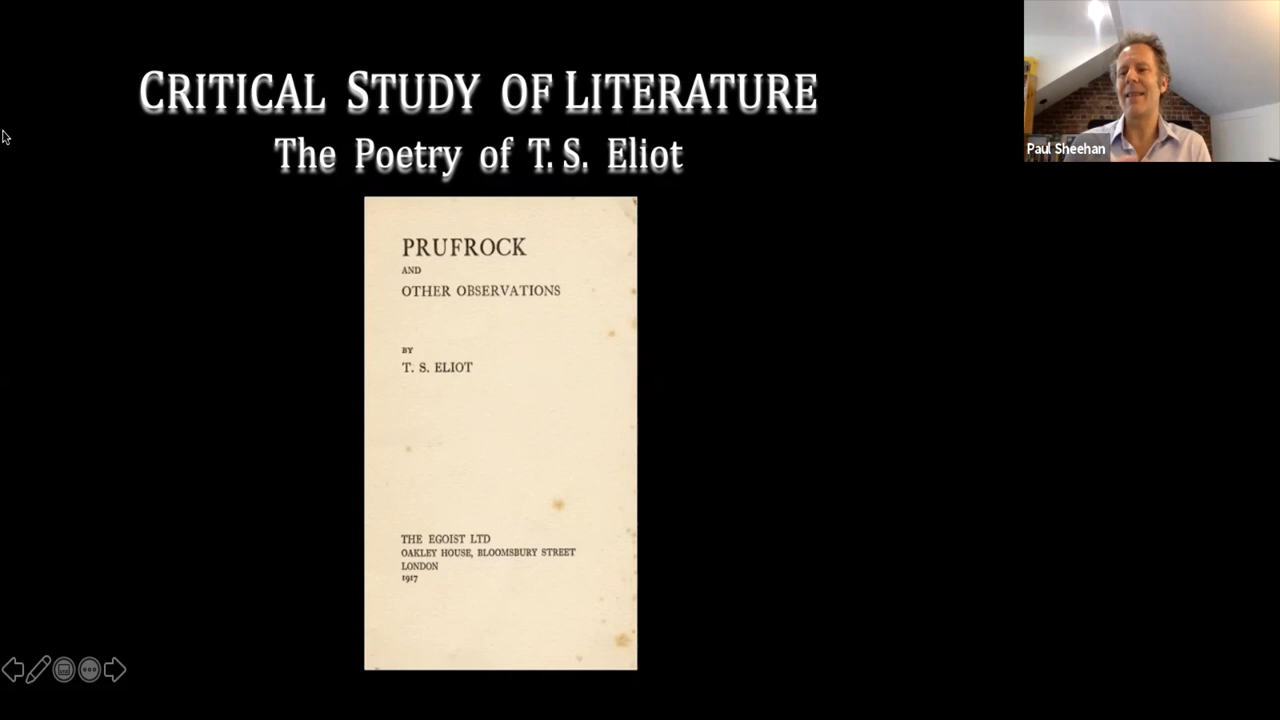 CRITICAL STUDY OF LITERATURE
The Poetry of T. S. Eliot
PRUFROCK
AND
OTHER OBSERVATIONS
BY
T. S. ELIOT
THE EGOIST LTD
OAKLEY HOUSE, BLOOMSBURY STREET
LONDON
1917
Paul Sheehan